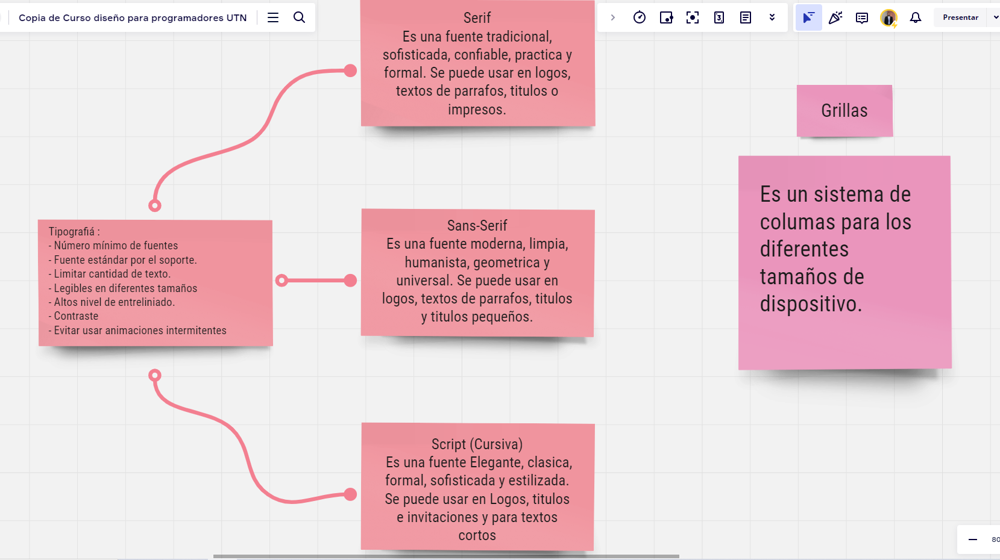 Copia de Curso diseño para programadores UTN
3
Presentar
Serif
Es una fuente tradicional,
sofisticada, confiable, practica y
formal. Se puede usar en logos,
textos de parrafos, titulos o
impresos.
Tipografiá :
- Número mínimo de fuentes
- Fuente estándar por el soporte.
- Limitar cantidad de texto.
- Legibles en diferentes tamaños
- Altos nivel de entreliniado.
- Contraste
- Evitar usar animaciones intermitentes
Sans-Serif
Es una fuente moderna, limpia,
humanista, geometrica y
universal. Se puede usar en
logos, textos de parrafos, titulos
y titulos pequeños.
Script (Cursiva)
Es una fuente Elegante, clasica,
formal, sofisticada y estilizada.
Se puede usar en Logos, titulos
e invitaciones y para textos
cortos
Grillas
Es un sistema de
columas para los
diferentes
tamaños de
dispositivo.
80